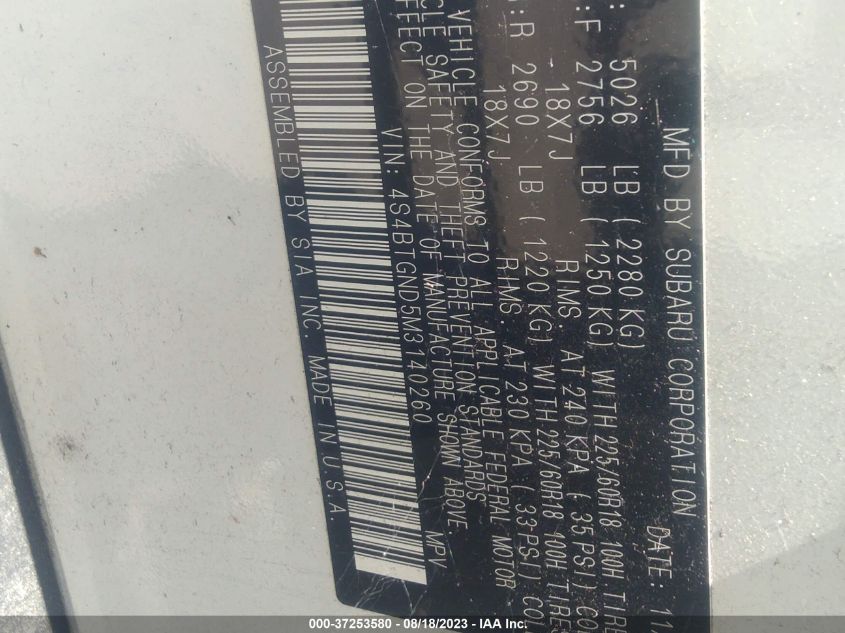 MFD BY SUBARU CORPORATION DATE: 11
: 5026 LB ( 2280 KG)
:F 2756 LB ( 1250 KG) WITH 225/60R18 100H TIRE
18X7J RIMS. AT 240 KPA ( 35 PSI) CO
:R 2690 LB ( 1220 KG) WITH 225/60R18 100H TIRE
18X7J RIMS. AT 230 KPA ( 33 PSI) COL
VEHICLE CONFORMS TO ALL APPLICABLE FEDERAL MOTOR
CLE SAFETY AND THEFT PREVENTION STANDARDS
FFECT ON THE DATE OF MANUFACTURE SHOWN ABOVE.
VIN: 4S4BTGND5M3140260 MPV
ASSEMBLED BY SIA INC. MADE IN U.S.A.
000-37253580 - 08/18/2023 - IAA Inc.